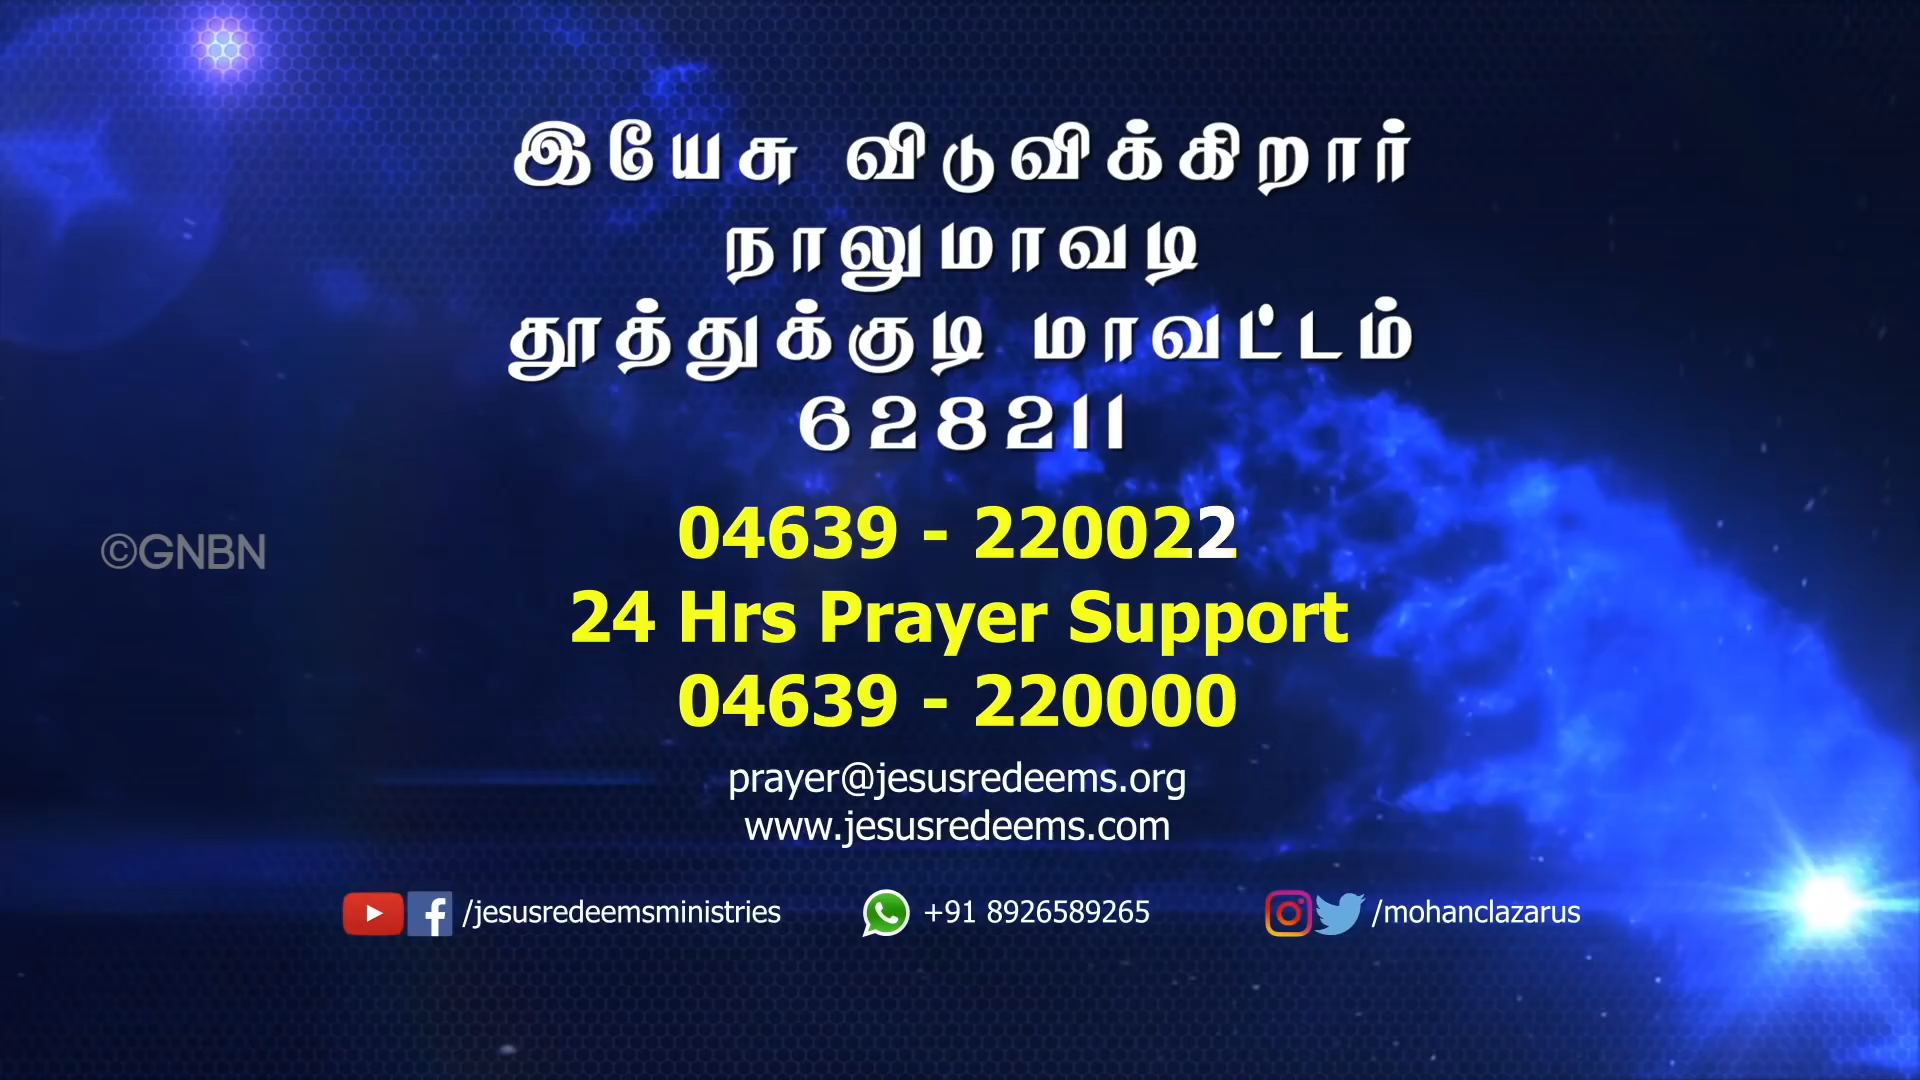 இயேசு விடுவிக்கிறார்
நாலுமாவடி
தூத்துக்குடி மாவட்டம்
628211
04639 - 220022
©GNBN
24 Hrs Prayer Support
04639 - 220000
prayer@jesusredeems.org
www.jesusredeems.com
/jesusredeemsministries +91 8926589265 /mohanclazarus